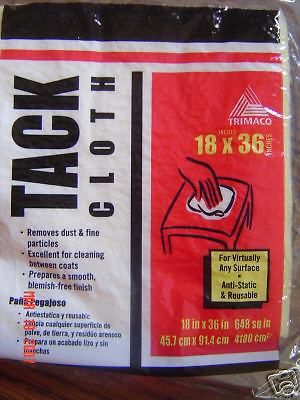 TACK
CLOTH
TRIMACO
INCHES INCHES
18 x 36
• Removes dust & fine
particles
• Excellent for cleaning
between coats
• Prepares a smooth,
blemish-free finish
For Virtually
Any Surface
•
Anti-Static
& Reusable
pegajoso
• Antiestatico y reusable
• cualquier superficie de
polvo, de tierra, y residuo arenoso
• Prepara un acabado lizo y sin
manchas
18 in x 36 in 648 sq in
45.7 cm x 91.4 cm 4180 cm²